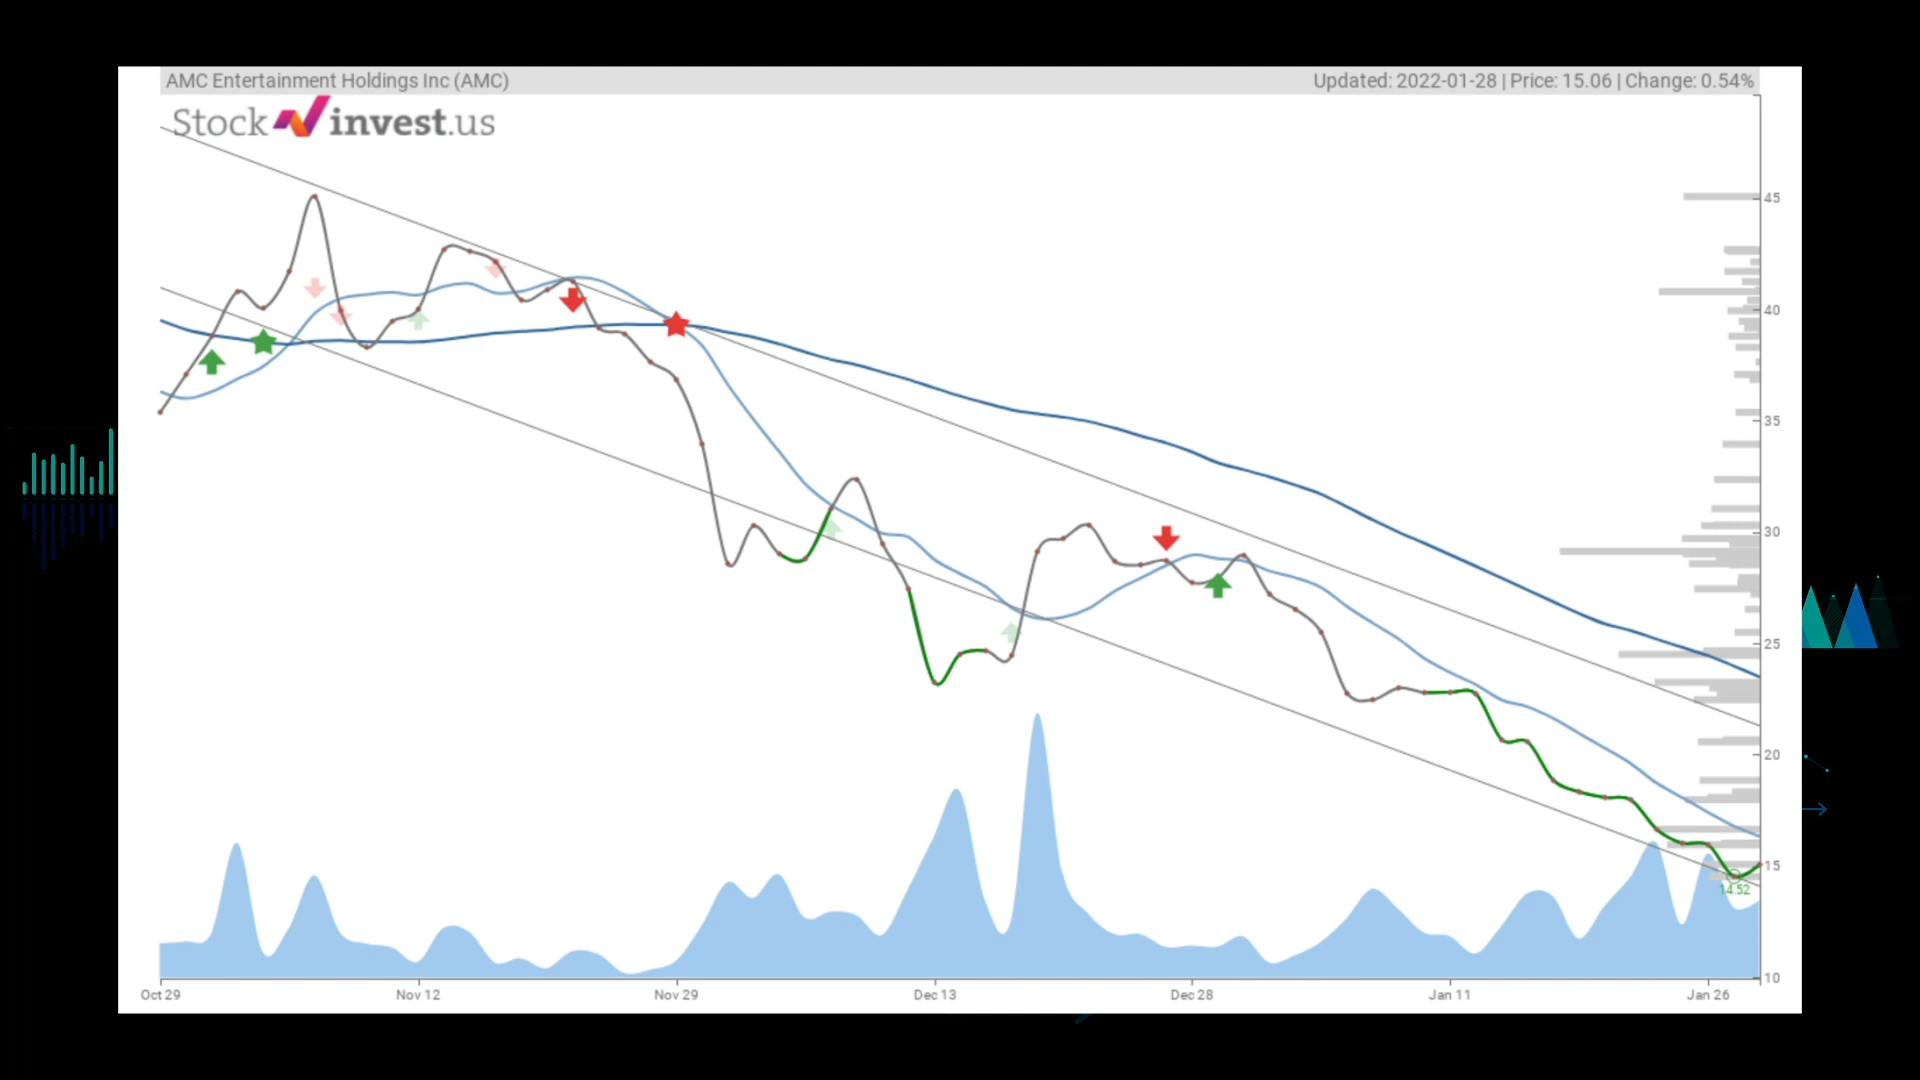 AMC Entertainment Holdings Inc (AMC)
Updated: 2022-01-28 | Price: 15.06 | Change: 0.54%
Stock invest.us
45
40
35
30
25
20
15
14.52
10
Oct 29
Nov 12
Nov 29
Dec 13
Dec 28
Jan 11
Jan 26